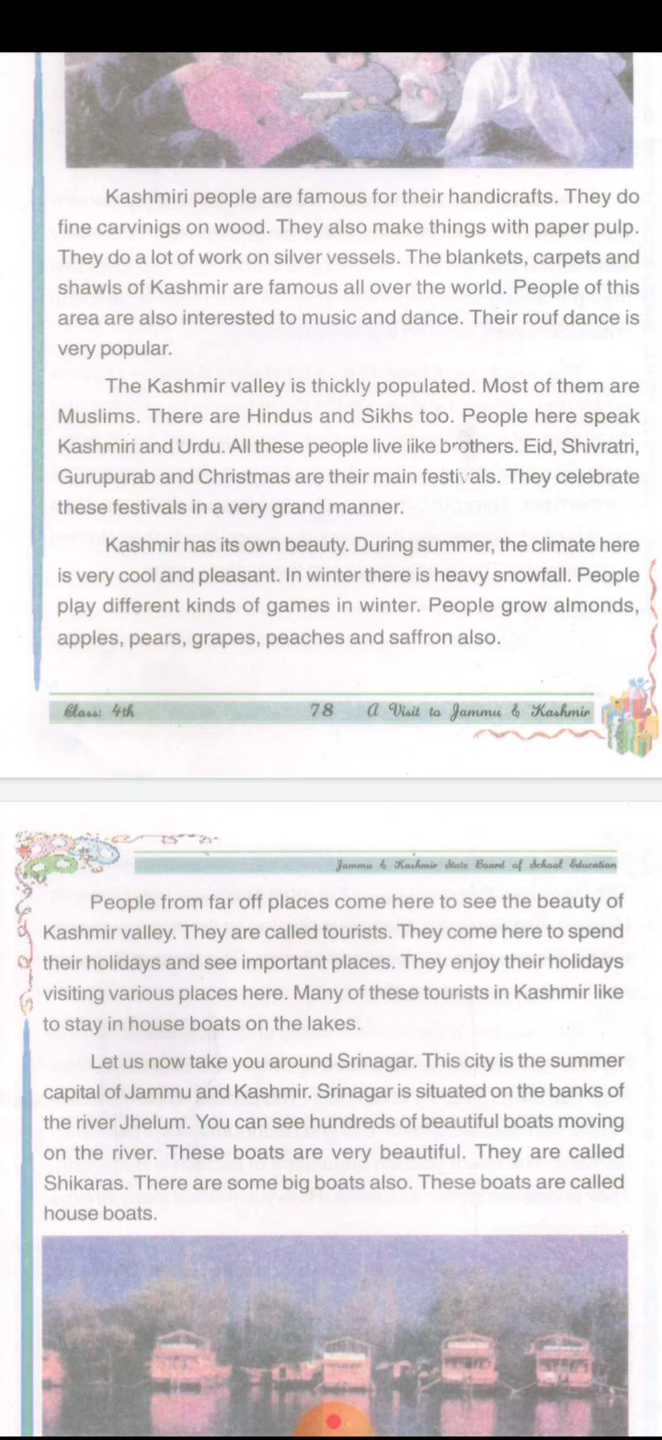 Kashmiri people are famous for their handicrafts. They do
fine carvinigs on wood. They also make things with paper pulp.
They do a lot of work on silver vessels. The blankets, carpets and
shawls of Kashmir are famous all over the world. People of this
area are also interested to music and dance. Their rouf dance is
very popular.
The Kashmir valley is thickly populated. Most of them are
Muslims. There are Hindus and Sikhs too. People here speak
Kashmiri and Urdu. All these people live iike brothers. Eid, Shivratri,
Gurupurab and Christmas are their main festivals. They celebrate
these festivals in a very grand manner.
Kashmir has its own beauty. During summer, the climate here
is very cool and pleasant. In winter there is heavy snowfall. People
play different kinds of games in winter. People grow almonds,
apples, pears, grapes, peaches and saffron also.
Class: 4th 78 A Visit to Jammu & Kashmir
Jammu & Kashmir State Board of School Education
People from far off places come here to see the beauty of
Kashmir valley. They are called tourists. They come here to spend
their holidays and see important places. They enjoy their holidays
visiting various places here. Many of these tourists in Kashmir like
to stay in house boats on the lakes.
Let us now take you around Srinagar. This city is the summer
capital of Jammu and Kashmir. Srinagar is situated on the banks of
the river Jhelum. You can see hundreds of beautiful boats moving
on the river. These boats are very beautiful. They are called
Shikaras. There are some big boats also. These boats are called
house boats.